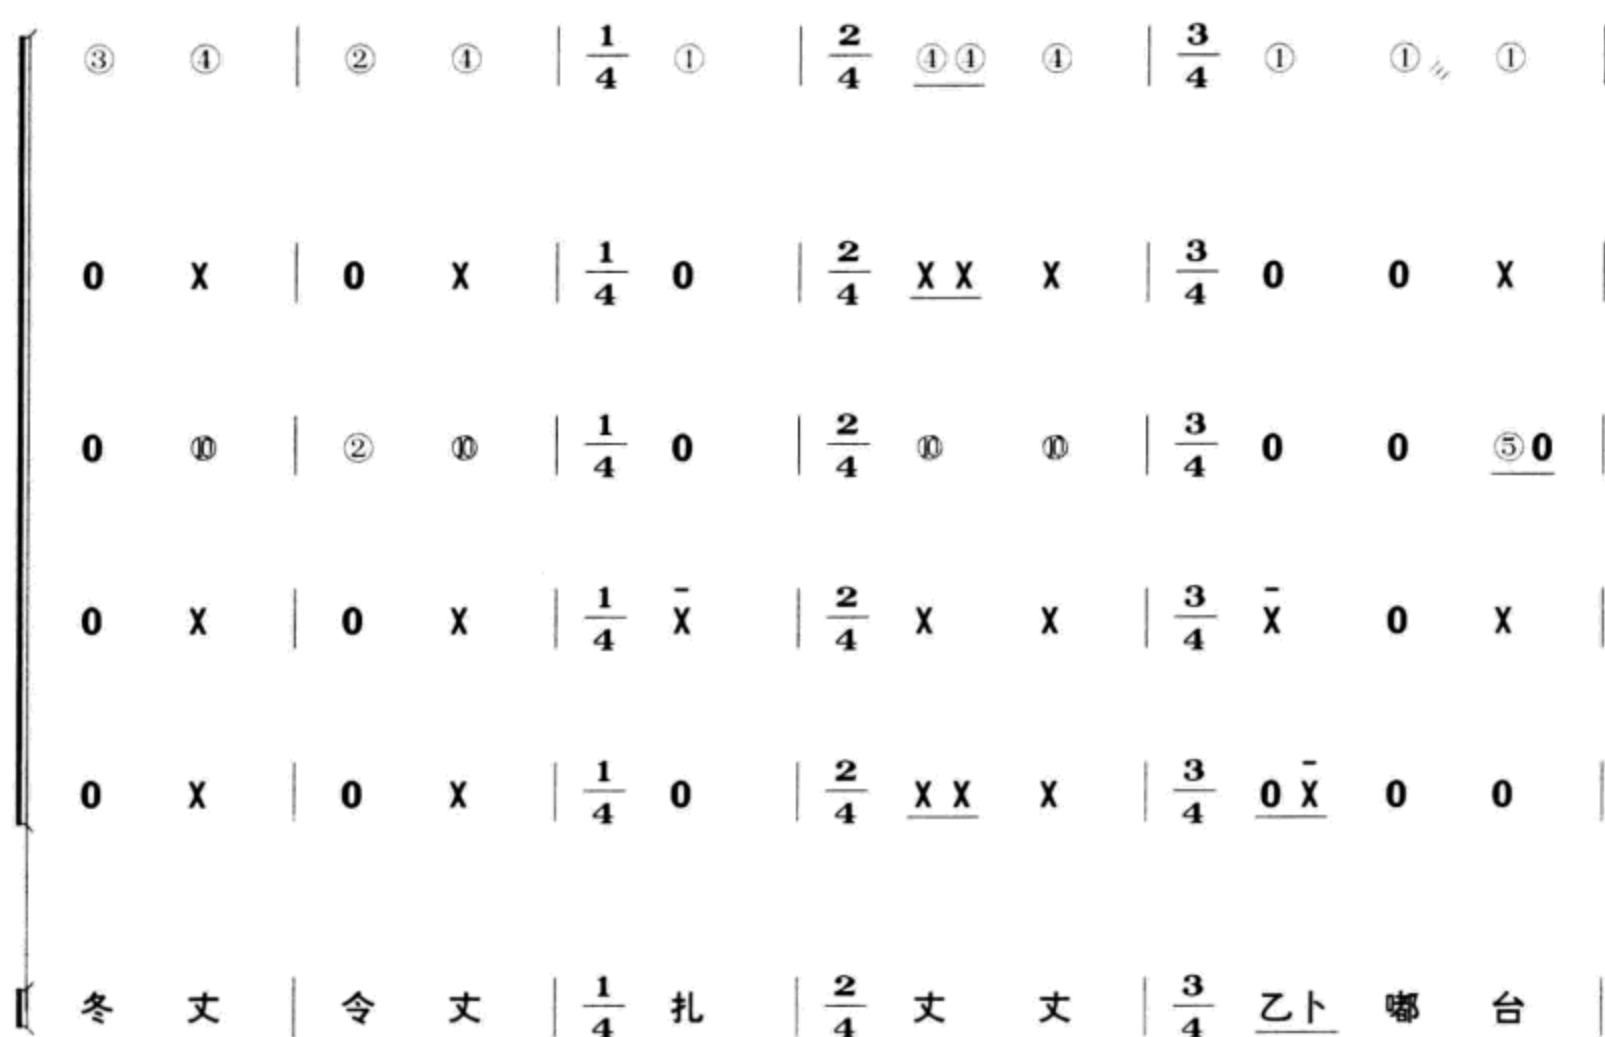 ③ ④ | ② ④ | 1/4 ① | 2/4 ④④ ④ | 3/4 ① ① ① |
0 X | 0 X | 1/4 0 | 2/4 X X X | 3/4 0 0 X |
0 ⑩ | ② ⑩ | 1/4 0 | 2/4 ⑩ ⑩ | 3/4 0 0 ⑤0 |
0 X | 0 X | 1/4 X | 2/4 X X | 3/4 X 0 X |
0 X | 0 X | 1/4 0 | 2/4 X X X | 3/4 0 X 0 0 |
冬 丈 | 令 丈 | 1/4 扎 | 2/4 丈 丈 | 3/4 乙卜 嘟 台 |